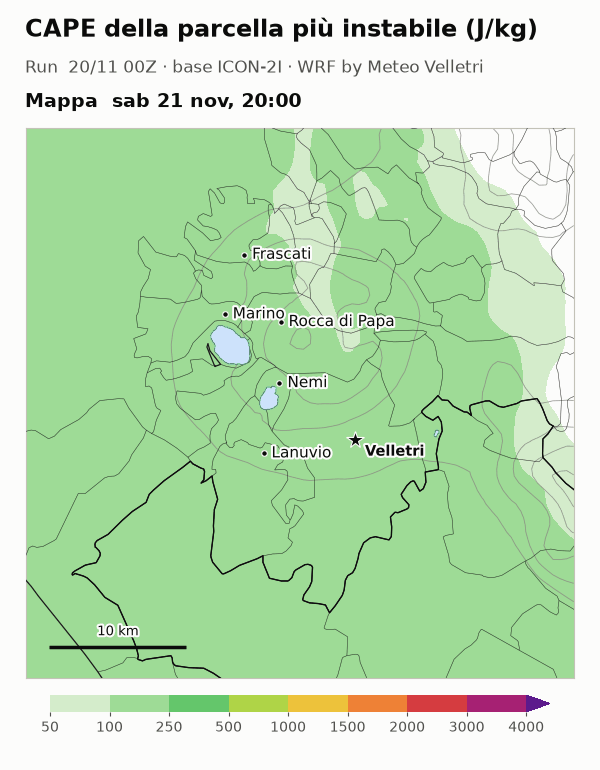 CAPE della parcella più instabile (J/kg)
Run  20/11 00Z · base ICON-2I · WRF by Meteo Velletri
Mappa  sab 21 nov, 20:00
Frascati
Marino
Rocca di Papa
Nemi
Velletri
Lanuvio
10 km
50 100 250 500 1000 1500 2000 3000 4000